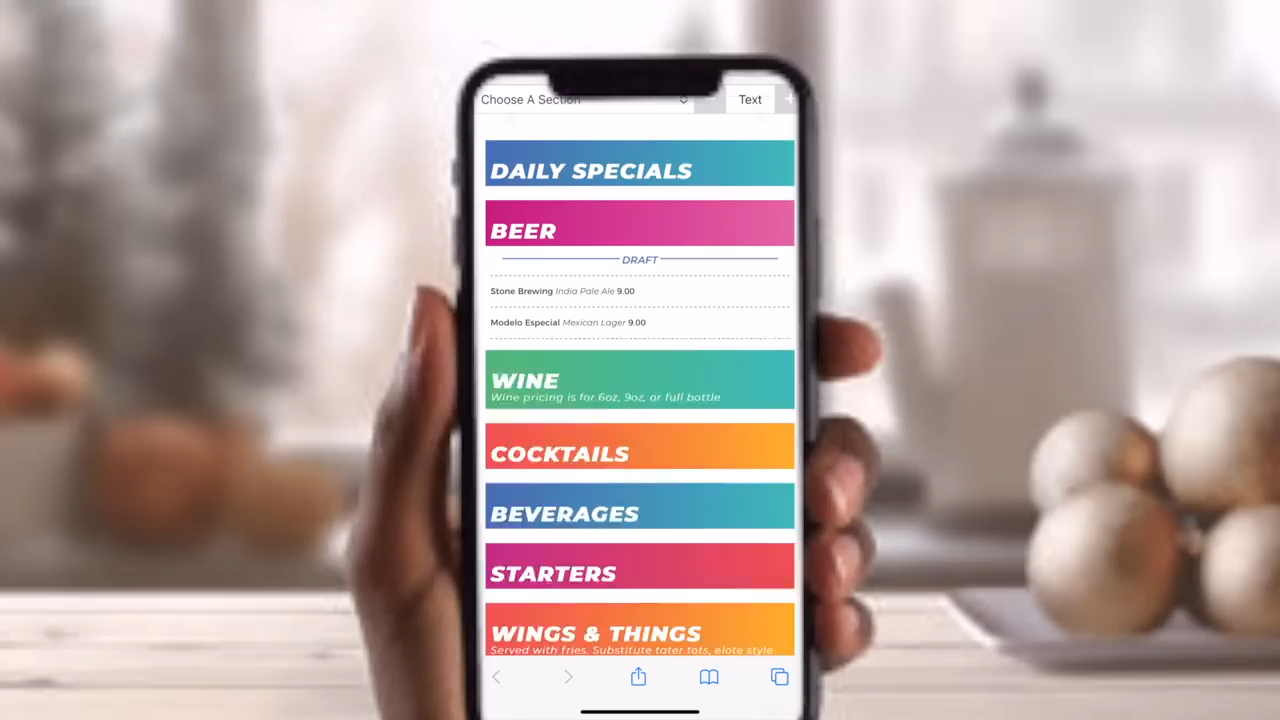 Choose A Section
Text
DAILY SPECIALS
BEER
DRAFT
Stone Brewing India Pale Ale 9.00
Modelo Especial Mexican Lager 9.00
WINE
Wine pricing is for 6oz, 9oz, or full bottle
COCKTAILS
BEVERAGES
STARTERS
WINGS & THINGS
Served with fries. Substitute tater tots, elote style